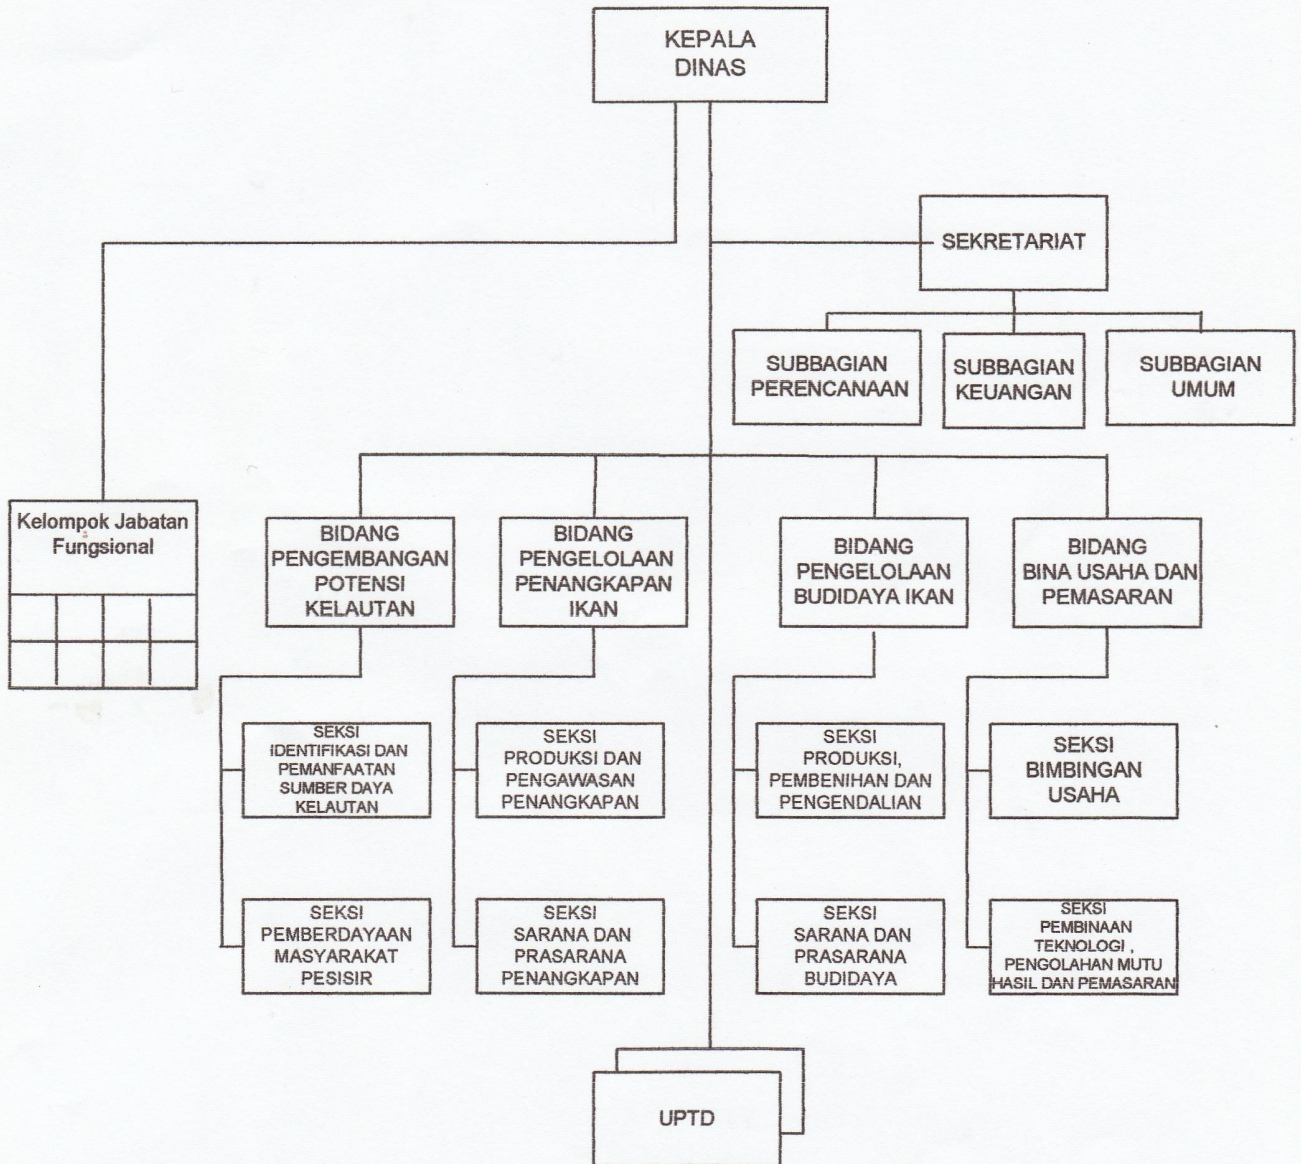 KEPALA
DINAS
SEKRETARIAT
SUBBAGIAN
PERENCANAAN
SUBBAGIAN
KEUANGAN
SUBBAGIAN
UMUM
Kelompok Jabatan
Fungsional
BIDANG
PENGEMBANGAN
POTENSI
KELAUTAN
BIDANG
PENGELOLAAN
PENANGKAPAN
IKAN
BIDANG
PENGELOLAAN
BUDIDAYA IKAN
BIDANG
BINA USAHA DAN
PEMASARAN
SEKSI
IDENTIFIKASI DAN
PEMANFAATAN
SUMBER DAYA
KELAUTAN
SEKSI
PRODUKSI DAN
PENGAWASAN
PENANGKAPAN
SEKSI
PRODUKSI,
PEMBENIHAN DAN
PENGENDALIAN
SEKSI
BIMBINGAN
USAHA
SEKSI
PEMBERDAYAAN
MASYARAKAT
PESISIR
SEKSI
SARANA DAN
PRASARANA
PENANGKAPAN
SEKSI
SARANA DAN
PRASARANA
BUDIDAYA
SEKSI
PEMBINAAN
TEKNOLOGI ,
PENGOLAHAN MUTU
HASIL DAN PEMASARAN
UPTD